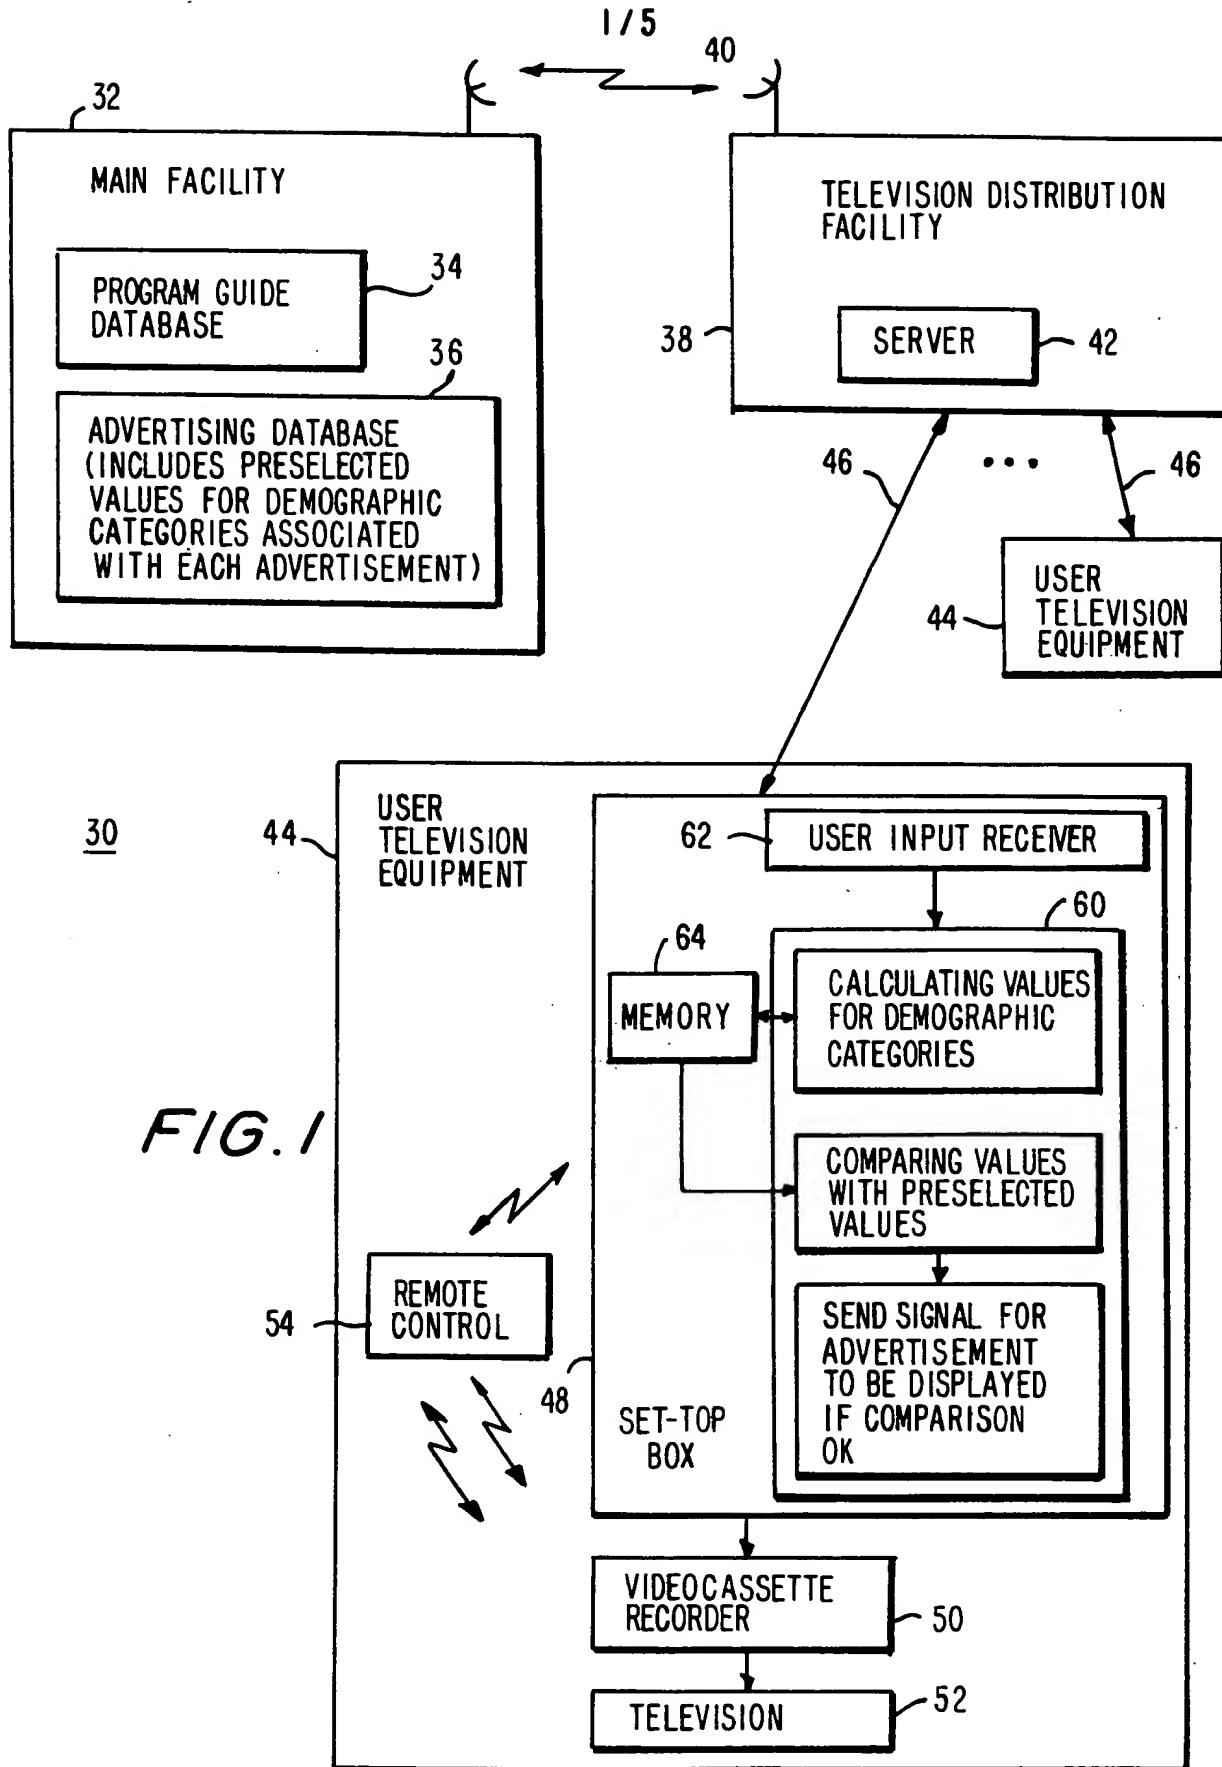 1/5
40
32
MAIN FACILITY
PROGRAM GUIDE
DATABASE
34
36
ADVERTISING DATABASE
(INCLUDES PRESELECTED
VALUES FOR DEMOGRAPHIC
CATEGORIES ASSOCIATED
WITH EACH ADVERTISEMENT)
TELEVISION DISTRIBUTION
FACILITY
38
SERVER
42
46
...
46
44
USER
TELEVISION
EQUIPMENT
30
44
USER
TELEVISION
EQUIPMENT
62
USER INPUT RECEIVER
60
64
MEMORY
CALCULATING VALUES
FOR DEMOGRAPHIC
CATEGORIES
FIG. 1
COMPARING VALUES
WITH PRESELECTED
VALUES
54
REMOTE
CONTROL
SEND SIGNAL FOR
ADVERTISEMENT
TO BE DISPLAYED
IF COMPARISON
OK
48
SET-TOP
BOX
VIDEOCASSETTE
RECORDER
50
TELEVISION
52